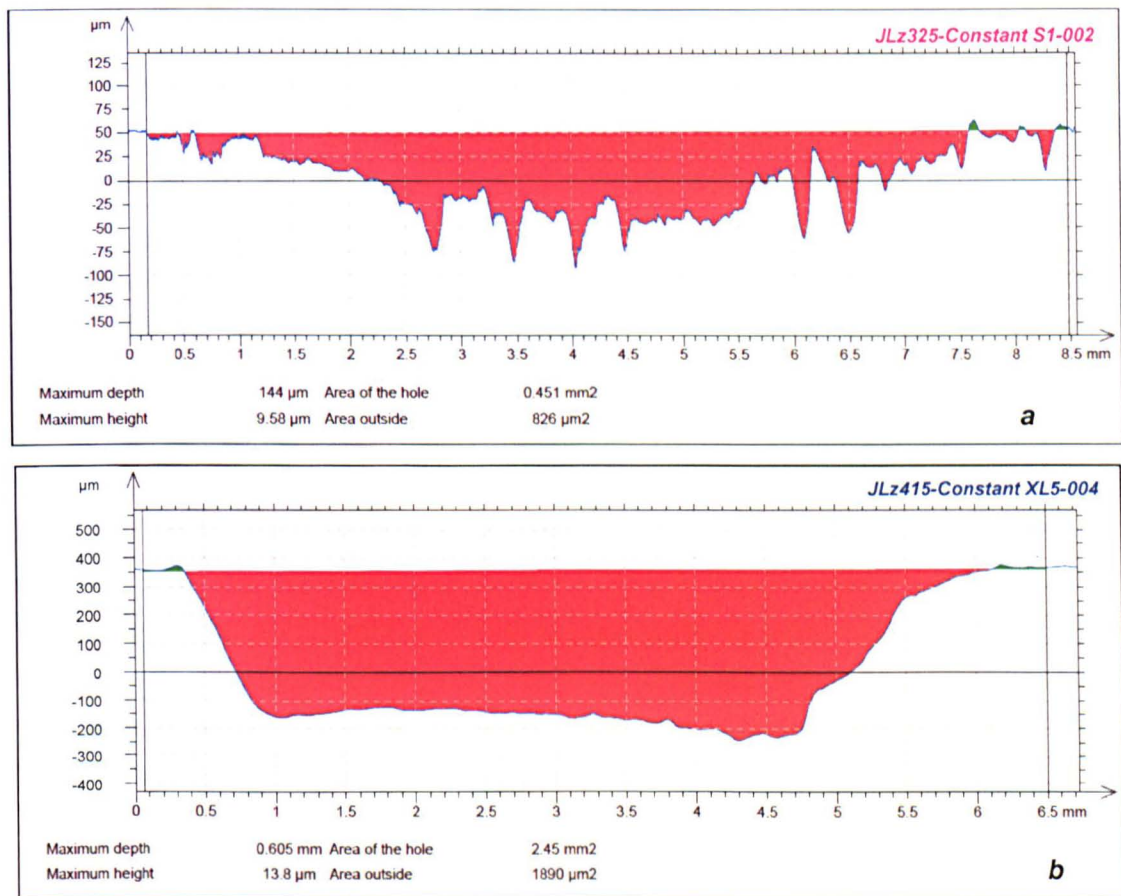 µm
JLz325-Constant S1-002
125
100
75
50
25
0
-25
-50
-75
-100
-125
-150
0 0.5 1 1.5 2 2.5 3 3.5 4 4.5 5 5.5 6 6.5 7 7.5 8 8.5 mm
Maximum depth 144 µm Area of the hole 0.451 mm2
Maximum height 9.58 µm Area outside 826 µm2
a
µm
JLz415-Constant XL5-004
500
400
300
200
100
0
-100
-200
-300
-400
0 0.5 1 1.5 2 2.5 3 3.5 4 4.5 5 5.5 6 6.5 mm
Maximum depth 0.605 mm Area of the hole 2.45 mm2
Maximum height 13.8 µm Area outside 1890 µm2
b